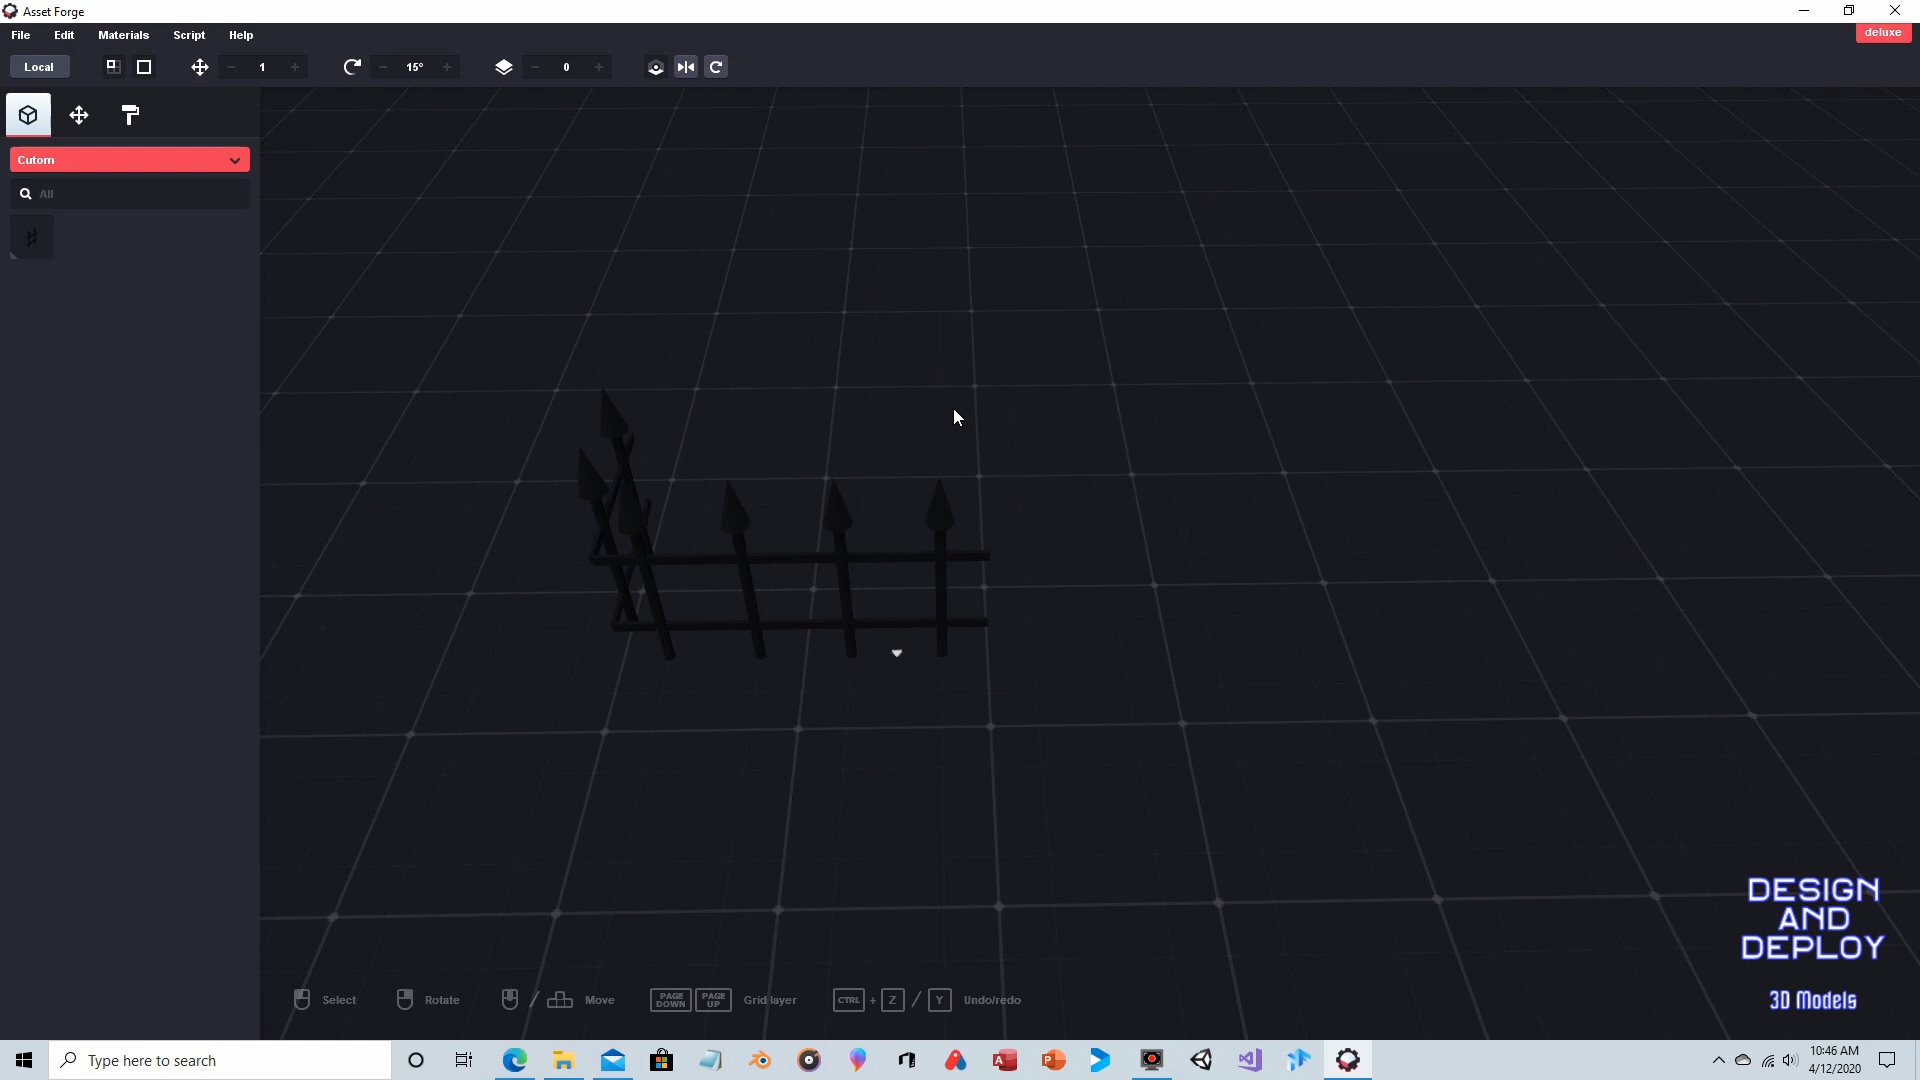 Asset Forge
File Edit Materials Script Help
deluxe
Local 1 15° 0
Cutom
All
DESIGN
AND
DEPLOY
3D Models
Select Rotate / Move PAGE DOWN PAGE UP Grid layer CTRL + Z / Y Undo/redo
Type here to search
10:46 AM
4/12/2020